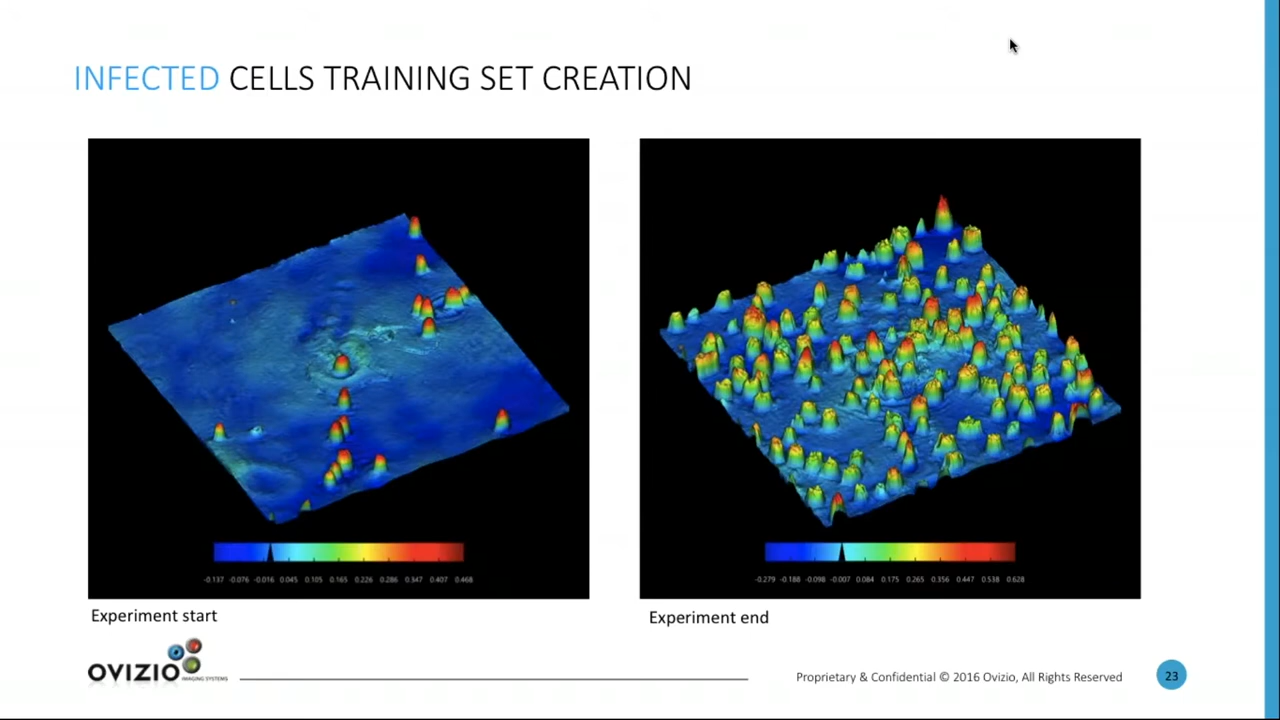 INFECTED CELLS TRAINING SET CREATION
-0.137 -0.076 -0.016 0.045 0.105 0.165 0.226 0.286 0.347 0.407 0.468
-0.279 -0.188 -0.098 -0.007 0.084 0.175 0.265 0.356 0.447 0.538 0.628
Experiment start
Experiment end
OVIZIO
IMAGING SYSTEMS
Proprietary & Confidential © 2016 Ovizio, All Rights Reserved
23